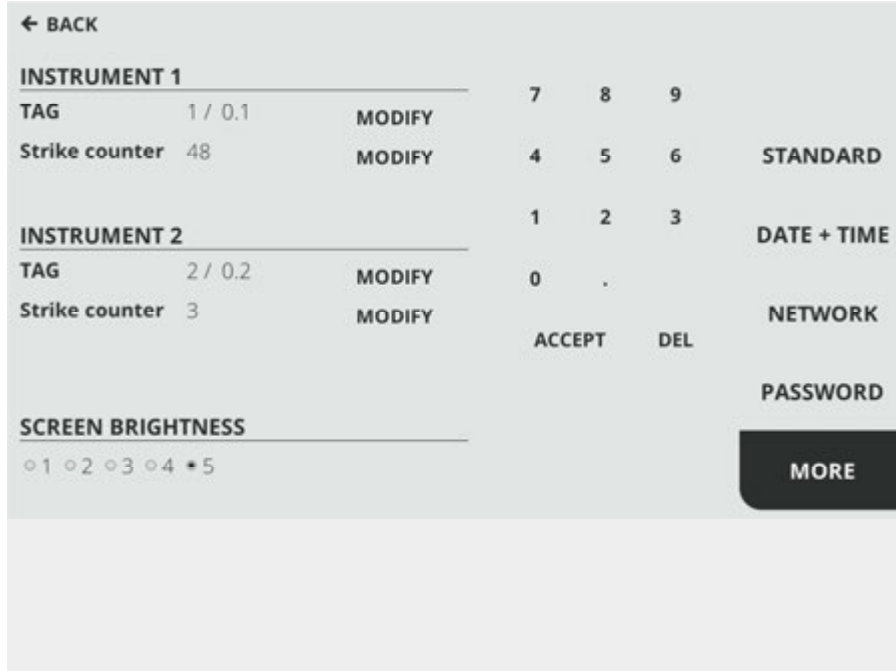 ← BACK
INSTRUMENT 1
TAG 1 / 0.1 MODIFY
Strike counter 48 MODIFY
INSTRUMENT 2
TAG 2 / 0.2 MODIFY
Strike counter 3 MODIFY
SCREEN BRIGHTNESS
1 2 3 4 5
7 8 9
4 5 6
1 2 3
0 .
ACCEPT DEL
STANDARD
DATE + TIME
NETWORK
PASSWORD
MORE